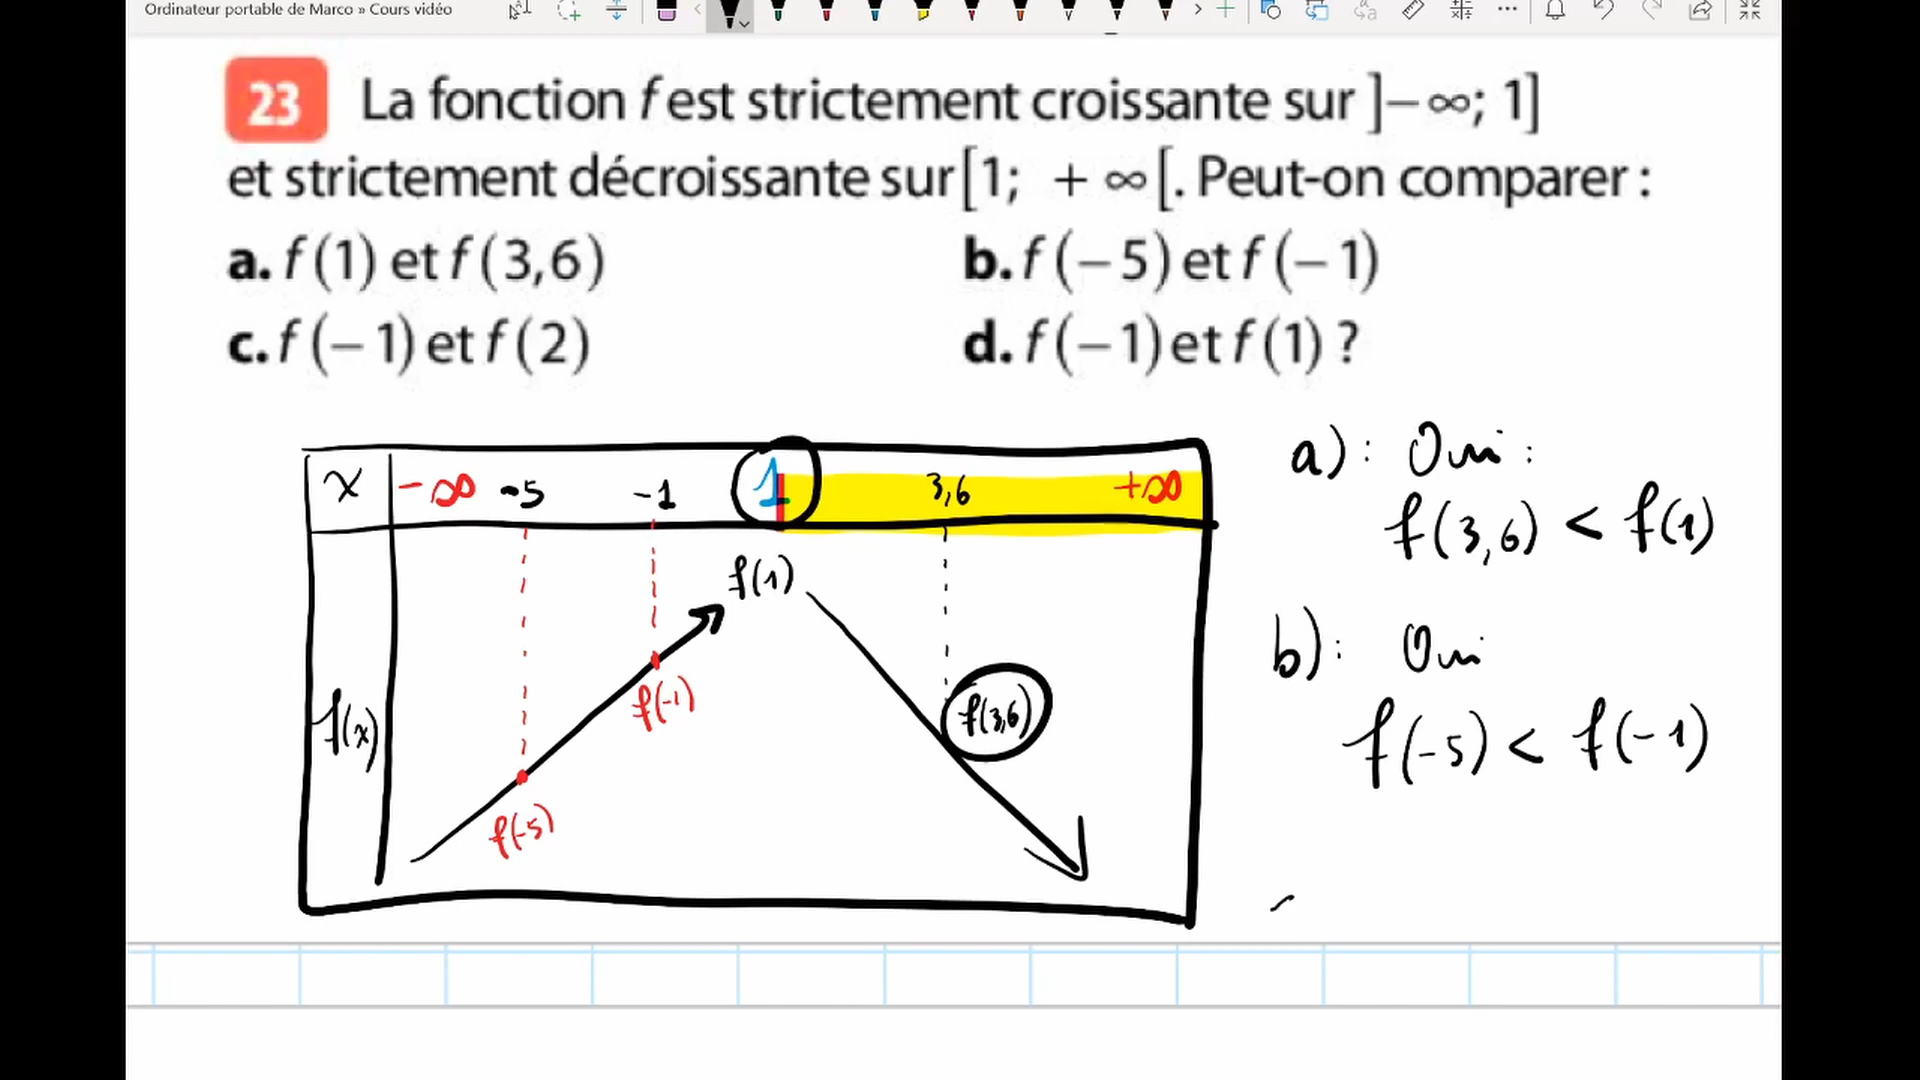 Ordinateur portable de Marco » Cours vidéo
23 La fonction f est strictement croissante sur ]− ∞; 1]
et strictement décroissante sur [1; + ∞[. Peut-on comparer :
a. f (1) et f (3,6)
b. f (− 5) et f (− 1)
c. f (− 1) et f (2)
d. f (− 1) et f (1) ?
x -∞ -5 -1 1 3,6 +∞
f(x)
f(1)
f(-1)
f(3,6)
f(-5)
a): Oui :
f(3,6) < f(1)
b): Oui
f(-5) < f(-1)